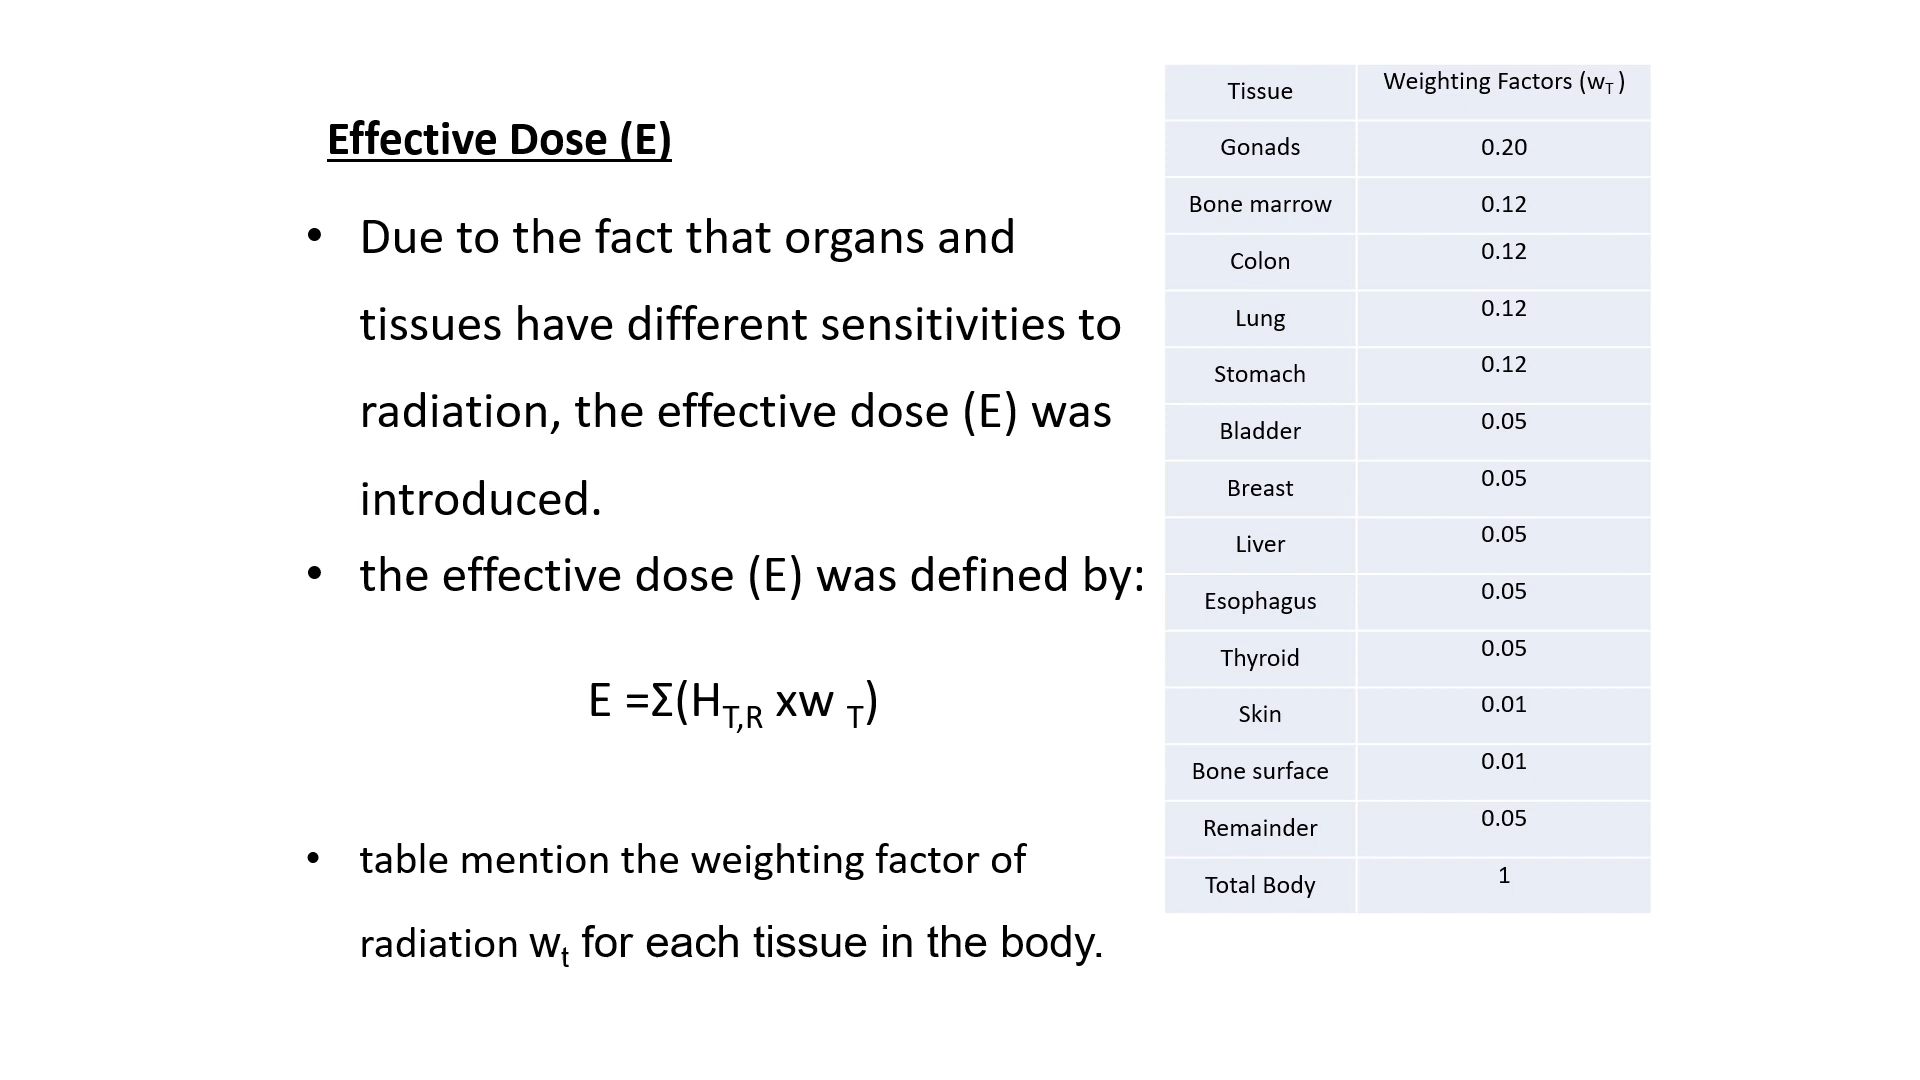 Effective Dose (E)
• Due to the fact that organs and
tissues have different sensitivities to
radiation, the effective dose (E) was
introduced.
• the effective dose (E) was defined by:
E =Σ(H_T,R xw _T)
• table mention the weighting factor of
radiation w_t for each tissue in the body.
Tissue Weighting Factors (w_T )
Gonads 0.20
Bone marrow 0.12
Colon 0.12
Lung 0.12
Stomach 0.12
Bladder 0.05
Breast 0.05
Liver 0.05
Esophagus 0.05
Thyroid 0.05
Skin 0.01
Bone surface 0.01
Remainder 0.05
Total Body 1